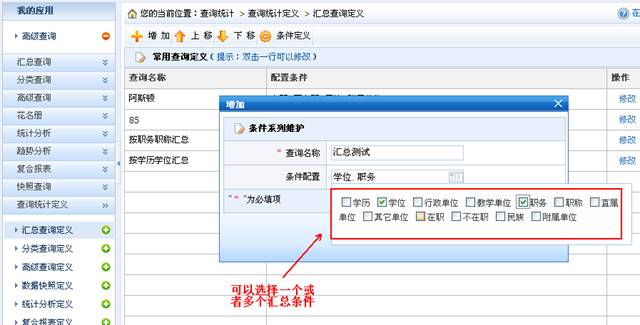 我的应用
您的当前位置：查询统计 > 查询统计定义 > 汇总查询定义
高级查询
增 加 上 移 下 移 条件定义
汇总查询
常用查询定义（提示：双击一行可以修改）
分类查询
查询名称 配置条件 操作
高级查询
阿斯顿 修改
花名册
85 修改
统计分析
按职务职称汇总 修改
趋势分析
按学历学位汇总 修改
复合报表
快照查询
查询统计定义
汇总查询定义
分类查询定义
高级查询定义
数据快照定义
统计分析定义
复合报表定义
增加
条件系列维护
* 查询名称 汇总测试
条件配置 学位, 职务
" * "为必填项
学历 学位 行政单位 教学单位 职务 职称 直属
单位 其它单位 在职 不在职 民族 附属单位
可以选择一个或
者多个汇总条件